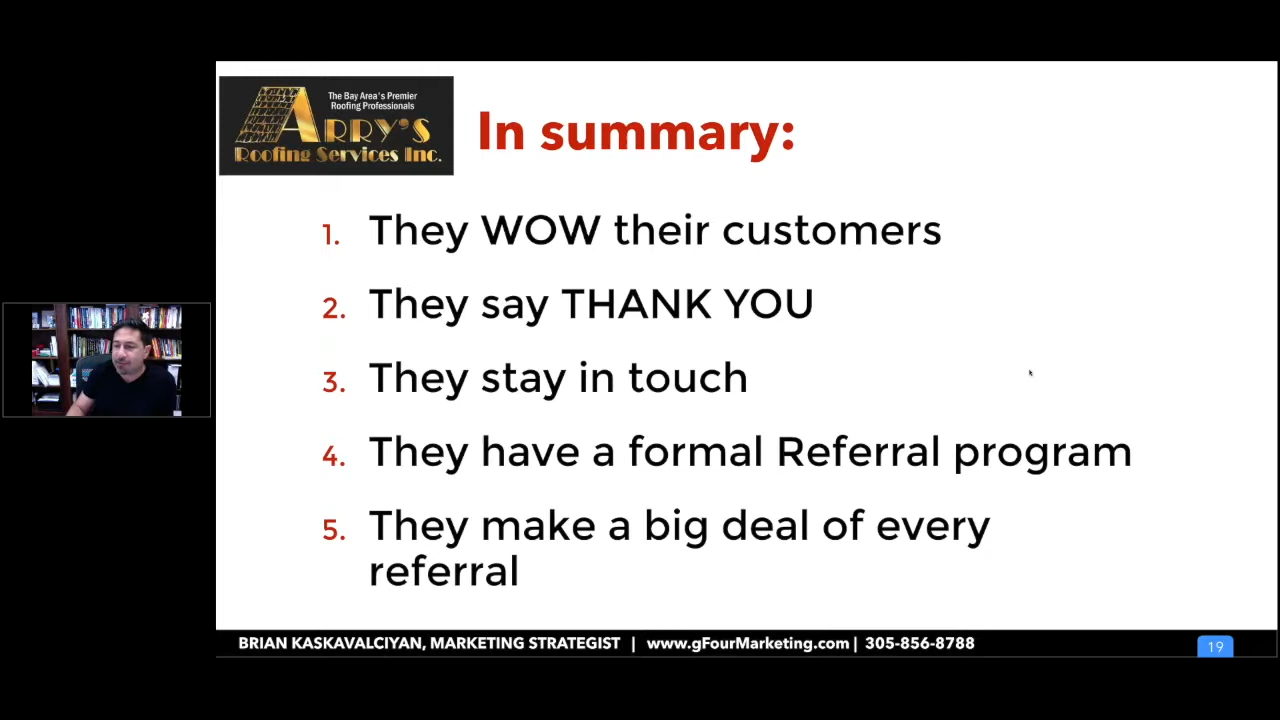 The Bay Area's Premier
Roofing Professionals
ARRY'S
Roofing Services Inc.
In summary:
1. They WOW their customers
2. They say THANK YOU
3. They stay in touch
4. They have a formal Referral program
5. They make a big deal of every
referral
BRIAN KASKAVALCIYAN, MARKETING STRATEGIST | www.gFourMarketing.com | 305-856-8788
19